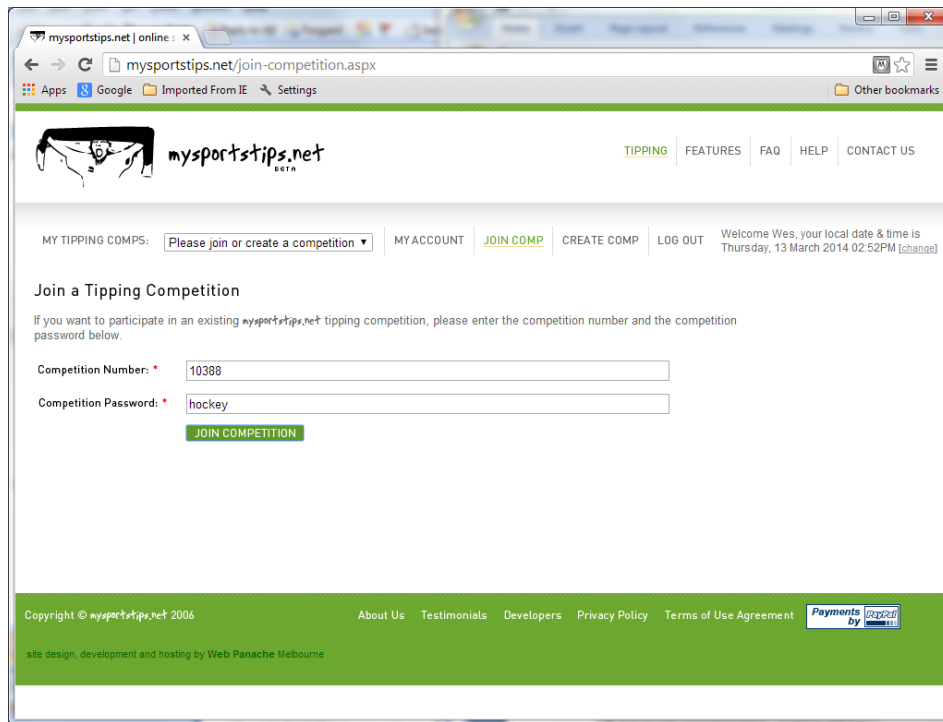 mysportstips.net | online s
mysportstips.net/join-competition.aspx
Apps Google Imported From IE Settings Other bookmarks
mysportstips.net
BETA
TIPPING FEATURES FAQ HELP CONTACT US
MY TIPPING COMPS: Please join or create a competition MY ACCOUNT JOIN COMP CREATE COMP LOG OUT
Welcome Wes, your local date & time is
Thursday, 13 March 2014 02:52PM [change]
Join a Tipping Competition
If you want to participate in an existing mysportstips.net tipping competition, please enter the competition number and the competition
password below.
Competition Number: * 10388
Competition Password: * hockey
JOIN COMPETITION
Copyright © mysportstips.net 2006 About Us Testimonials Developers Privacy Policy Terms of Use Agreement
Payments
by PayPal
site design, development and hosting by Web Panache Melbourne